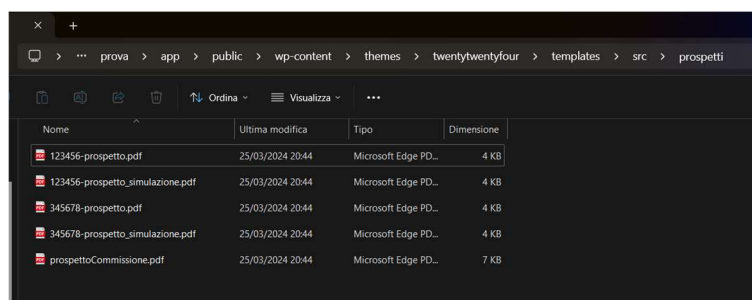 prova > app > public > wp-content > themes > twentytwentyfour > templates > src > prospetti
Ordina Visualizza
Nome Ultima modifica Tipo Dimensione
123456-prospetto.pdf 25/03/2024 20:44 Microsoft Edge PD... 4 KB
123456-prospetto_simulazione.pdf 25/03/2024 20:44 Microsoft Edge PD... 4 KB
345678-prospetto.pdf 25/03/2024 20:44 Microsoft Edge PD... 4 KB
345678-prospetto_simulazione.pdf 25/03/2024 20:44 Microsoft Edge PD... 4 KB
prospettoCommissione.pdf 25/03/2024 20:44 Microsoft Edge PD... 7 KB